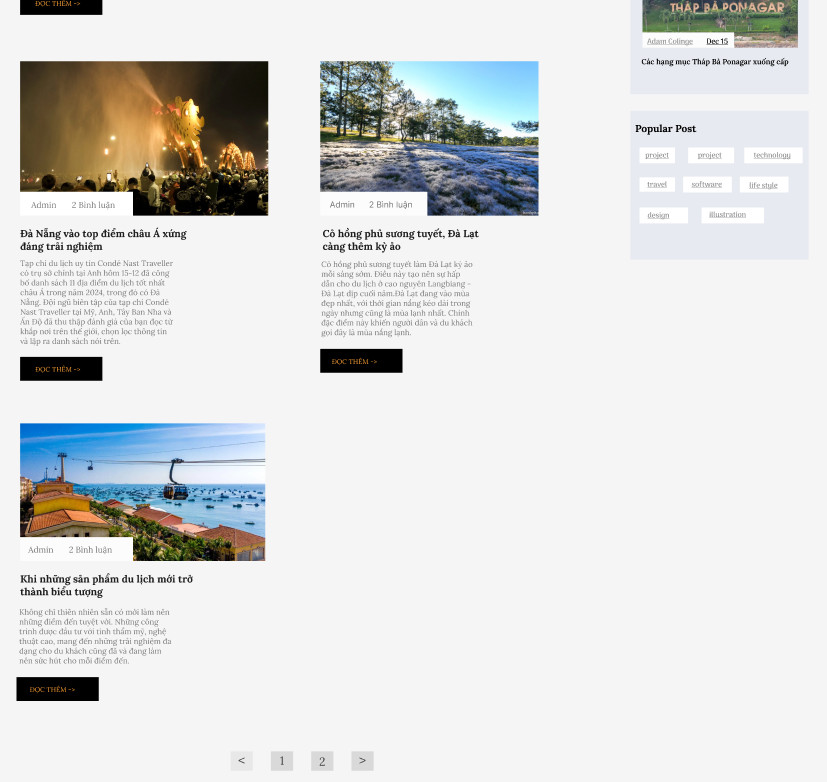 ĐỌC THÊM ->
THÁP BÀ PONAGAR
Adam Colinge Dec 15
Các hạng mục Tháp Bà Ponagar xuống cấp
Admin 2 Bình luận
Đà Nẵng vào top điểm châu Á xứng
đáng trải nghiệm
Tạp chí du lịch uy tín Condé Nast Traveller
có trụ sở chính tại Anh hôm 15-12 đã công
bố danh sách 11 địa điểm du lịch tốt nhất
châu Á trong năm 2024, trong đó có Đà
Nẵng. Đội ngũ biên tập của tạp chí Condé
Nast Traveller tại Mỹ, Anh, Tây Ban Nha và
Ấn Độ đã thu thập đánh giá của bạn đọc từ
khắp nơi trên thế giới, chọn lọc thông tin
và lập ra danh sách nói trên.
ĐỌC THÊM ->
Admin 2 Bình luận
Cỏ hồng phủ sương tuyết, Đà Lạt
càng thêm kỳ ảo
Cỏ hồng phủ sương tuyết làm Đà Lạt kỳ ảo
mỗi sáng sớm. Điều này tạo nên sự hấp
dẫn cho du lịch ở cao nguyên Langbiang -
Đà Lạt dịp cuối năm.Đà Lạt đang vào mùa
đẹp nhất, với thời gian nắng kéo dài trong
ngày nhưng cũng là mùa lạnh nhất. Chính
đặc điểm này khiến người dân và du khách
gọi đây là mùa nắng lạnh.
ĐỌC THÊM ->
Popular Post
project project technology
travel software life style
design illustration
Admin 2 Bình luận
Khi những sản phẩm du lịch mới trở
thành biểu tượng
Không chỉ thiên nhiên sẵn có mới làm nên
những điểm đến tuyệt vời. Những công
trình được đầu tư với tính thẩm mỹ, nghệ
thuật cao, mang đến những trải nghiệm đa
dạng cho du khách cũng đã và đang làm
nên sức hút cho mỗi điểm đến.
ĐỌC THÊM ->
< 1 2 >